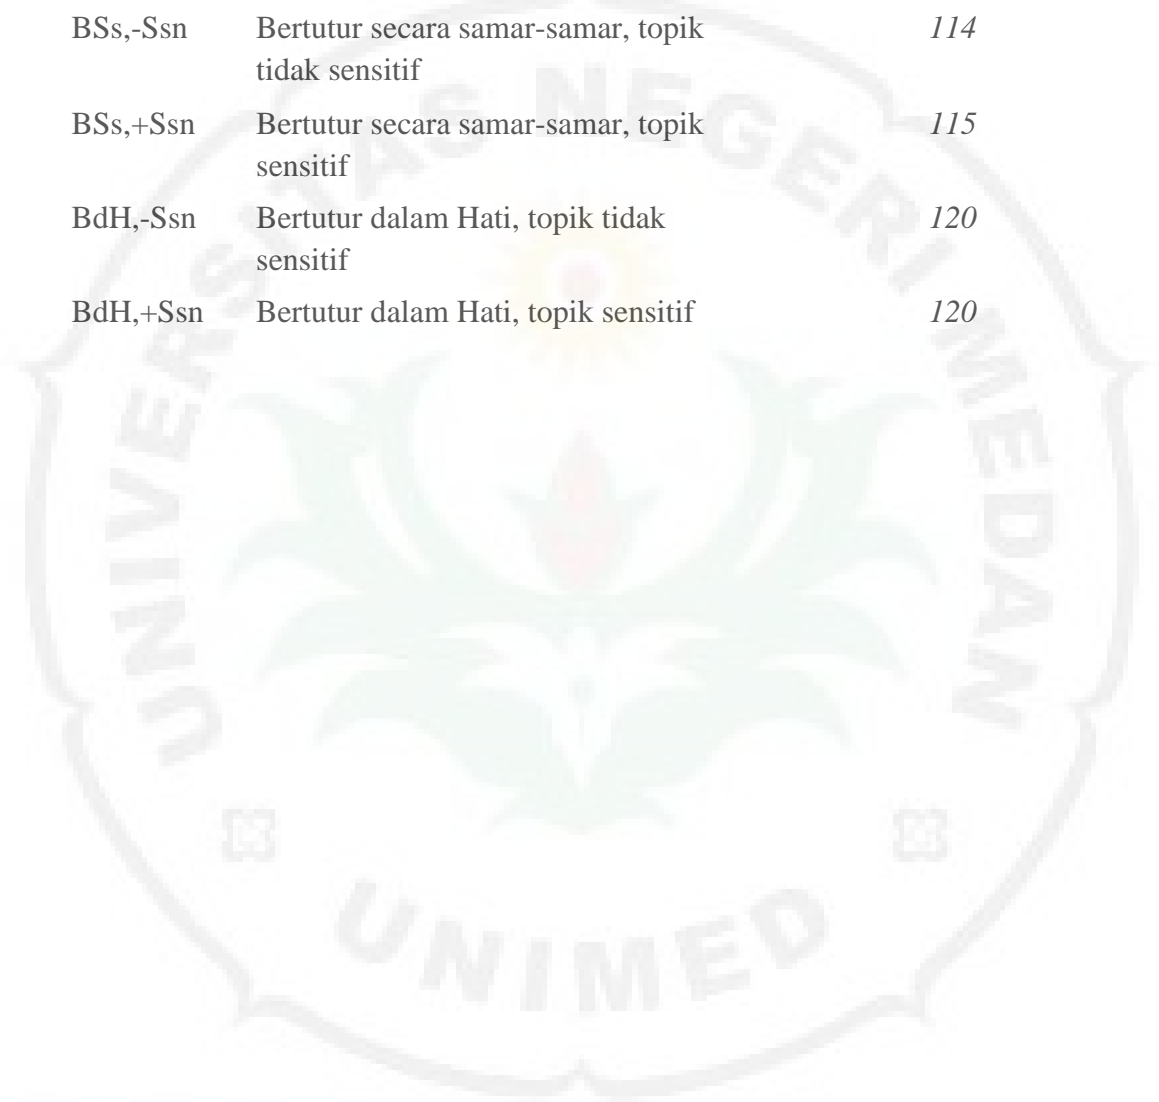 BSs,-Ssn Bertutur secara samar-samar, topik 114
tidak sensitif
BSs,+Ssn Bertutur secara samar-samar, topik 115
sensitif
BdH,-Ssn Bertutur dalam Hati, topik tidak 120
sensitif
BdH,+Ssn Bertutur dalam Hati, topik sensitif 120
UNIVERSITAS NEGERI MEDAN
UNIMED